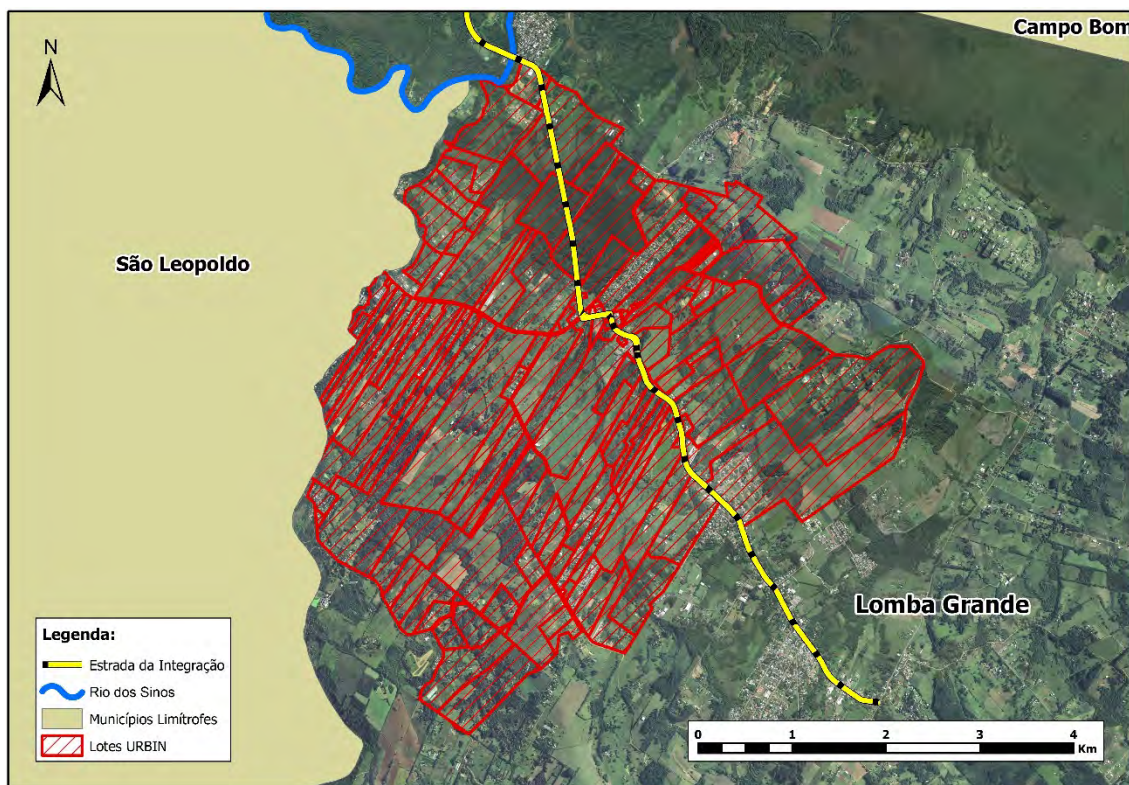 Campo Bom
N
São Leopoldo
Lomba Grande
Legenda:
Estrada da Integração
Rio dos Sinos
Municípios Limítrofes
Lotes URBIN
0 1 2 3 4
Km